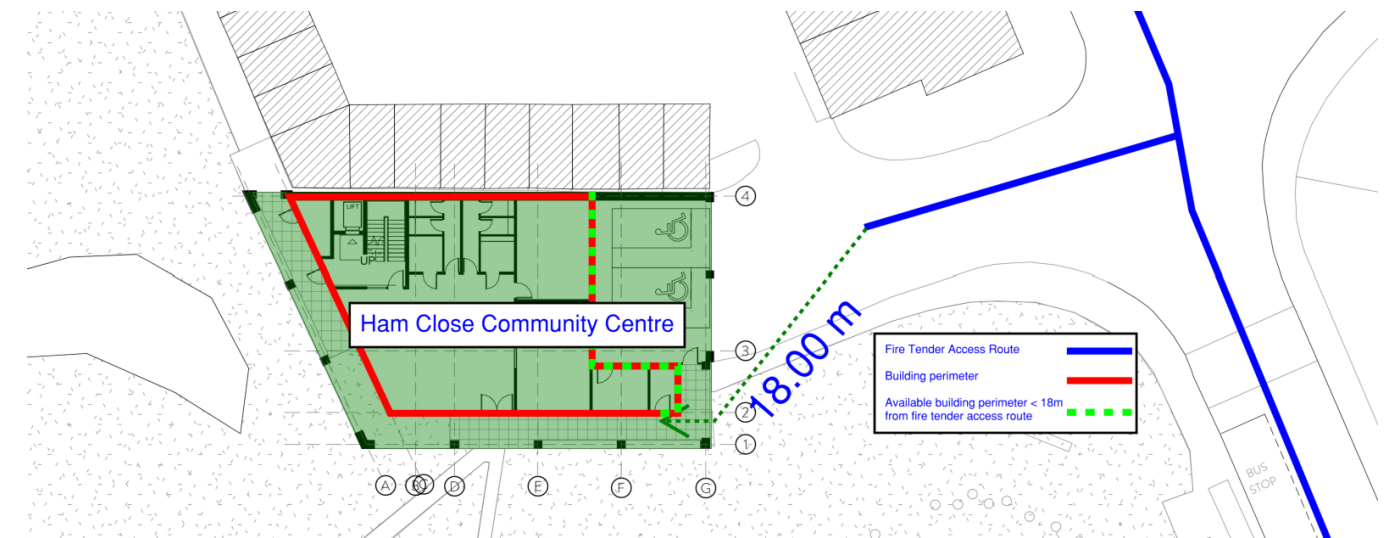 LIFT
UP
Ham Close Community Centre
18.00 m
4
3
2
1
A
B
C
D
E
F
G
Fire Tender Access Route
Building perimeter
Available building perimeter < 18m
from fire tender access route
BUS
STOP